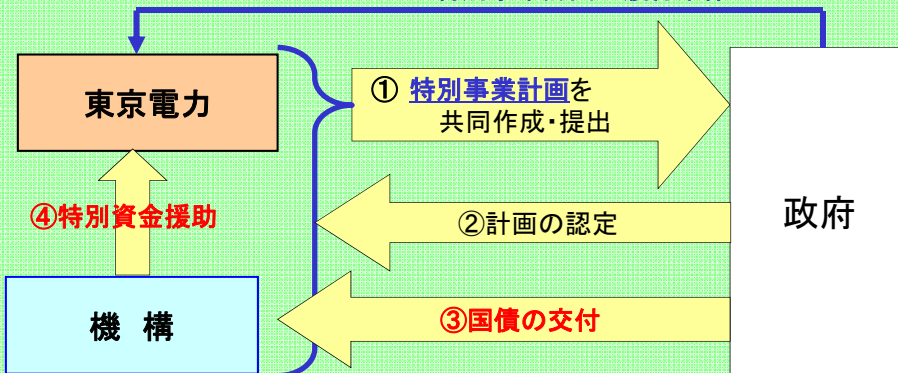 東京電力
① 特別事業計画を
共同作成・提出
④特別資金援助
②計画の認定
政府
機 構
③国債の交付